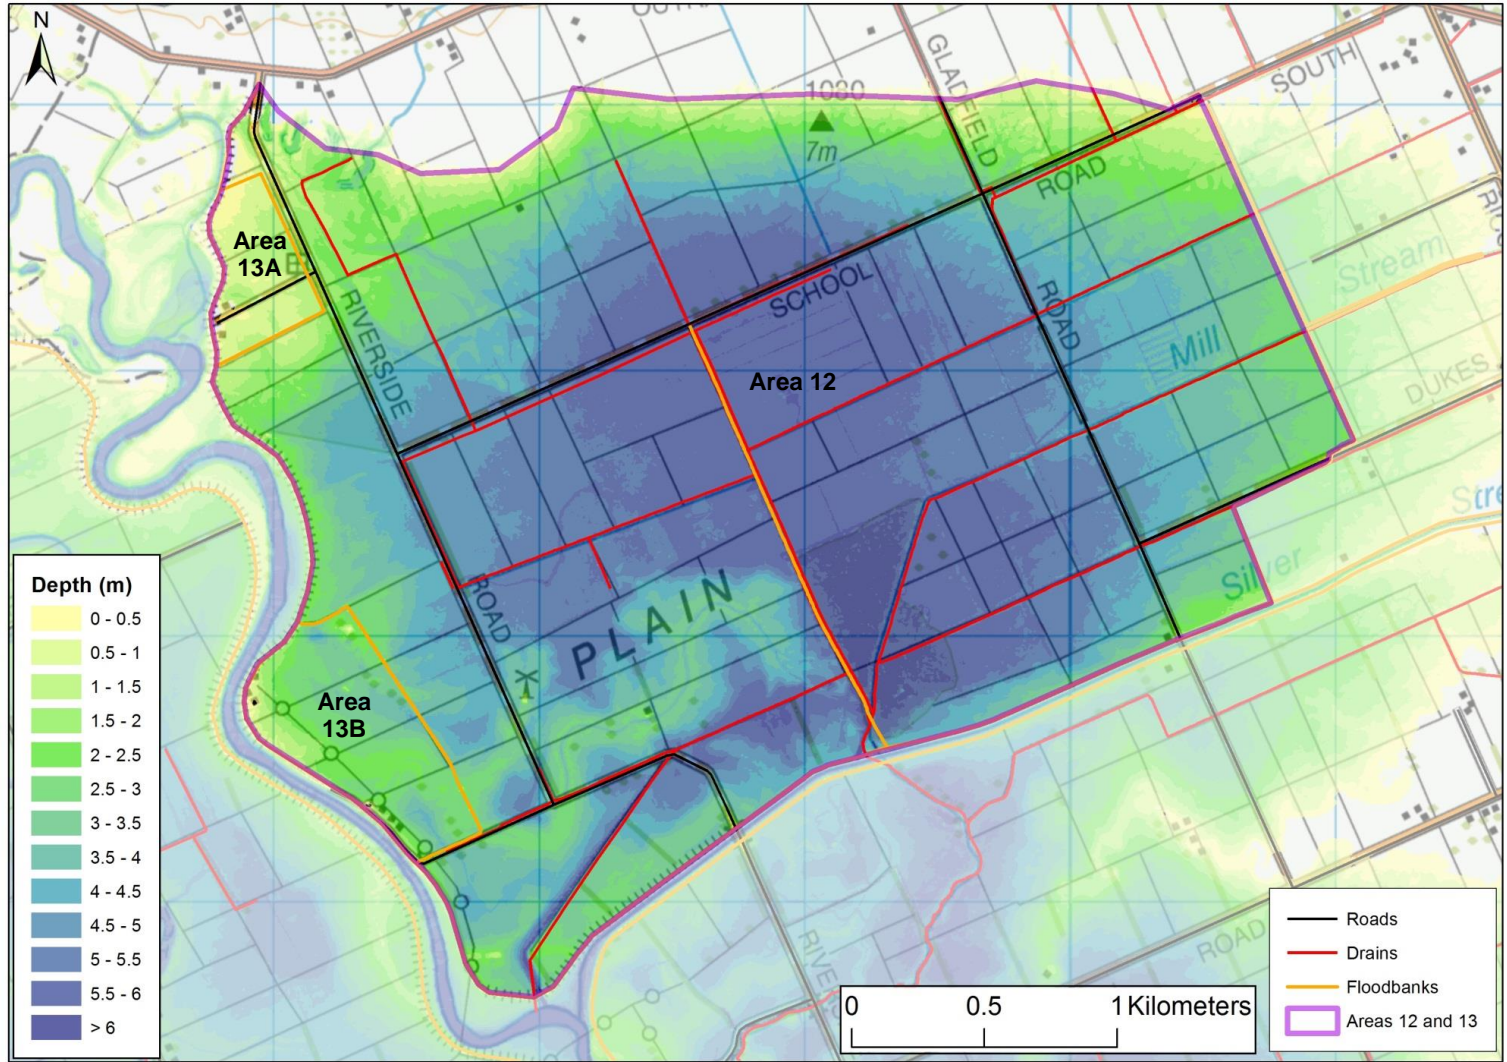 N
GLADFIELD
SOUTH
1080
7m
ROAD
Area
13A
RIVERSIDE
SCHOOL
ROAD
Stream
Mill
Area 12
DUKES
Silver
ROAD
PLAIN
Area
13B
ROAD
Depth (m)
0 - 0.5
0.5 - 1
1 - 1.5
1.5 - 2
2 - 2.5
2.5 - 3
3 - 3.5
3.5 - 4
4 - 4.5
4.5 - 5
5 - 5.5
5.5 - 6
> 6
Roads
Drains
Floodbanks
Areas 12 and 13
0 0.5 1 Kilometers